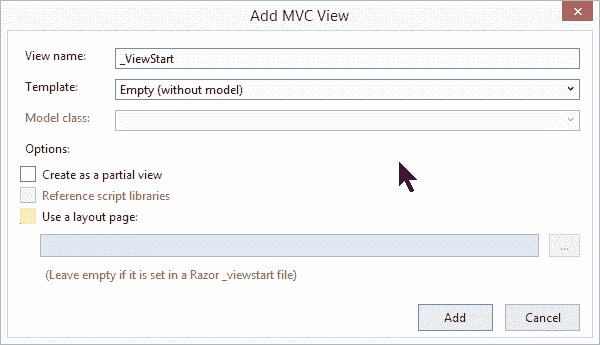 Add MVC View
View name: _ViewStart
Template: Empty (without model)
Model class:
Options:
Create as a partial view
Reference script libraries
Use a layout page:
...
(Leave empty if it is set in a Razor _viewstart file)
Add Cancel